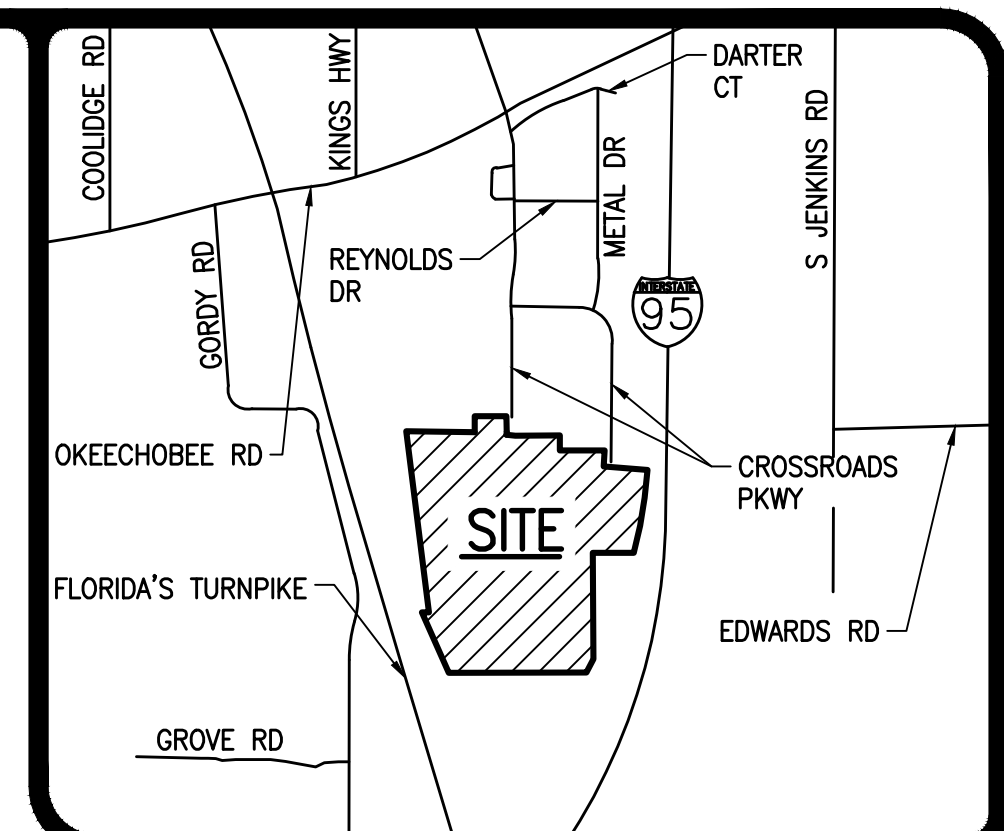 COOLIDGE RD
KINGS HWY
DARTER
CT
S JENKINS RD
METAL DR
GORDY RD
REYNOLDS
DR
INTERSTATE
95
OKEECHOBEE RD
CROSSROADS
PKWY
SITE
FLORIDA'S TURNPIKE
EDWARDS RD
GROVE RD